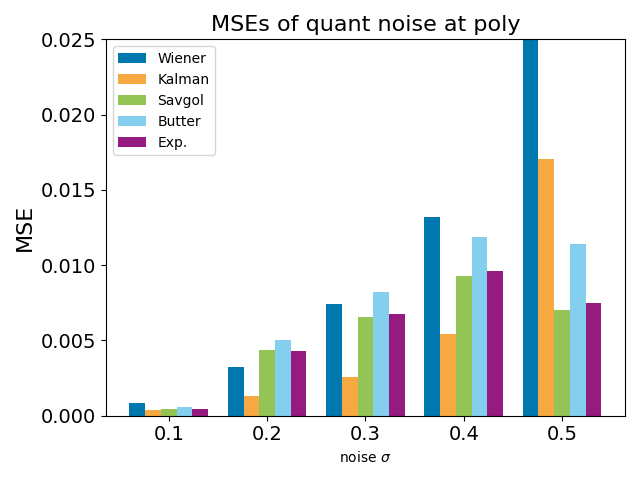 MSEs of quant noise at poly
0.025
0.020
0.015
0.010
0.005
0.000
MSE
Wiener
Kalman
Savgol
Butter
Exp.
0.1 0.2 0.3 0.4 0.5
noise σ